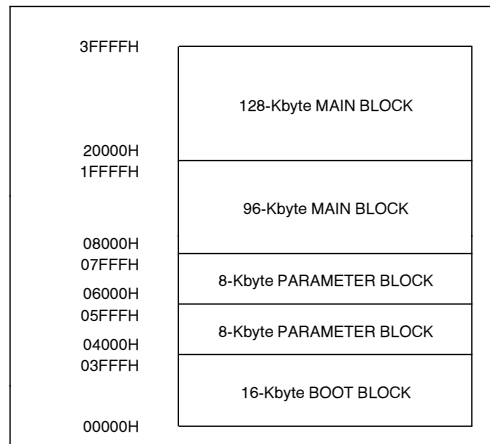 3FFFFH
128-Kbyte MAIN BLOCK
20000H
1FFFFH
96-Kbyte MAIN BLOCK
08000H
07FFFH
8-Kbyte PARAMETER BLOCK
06000H
05FFFH
8-Kbyte PARAMETER BLOCK
04000H
03FFFH
16-Kbyte BOOT BLOCK
00000H